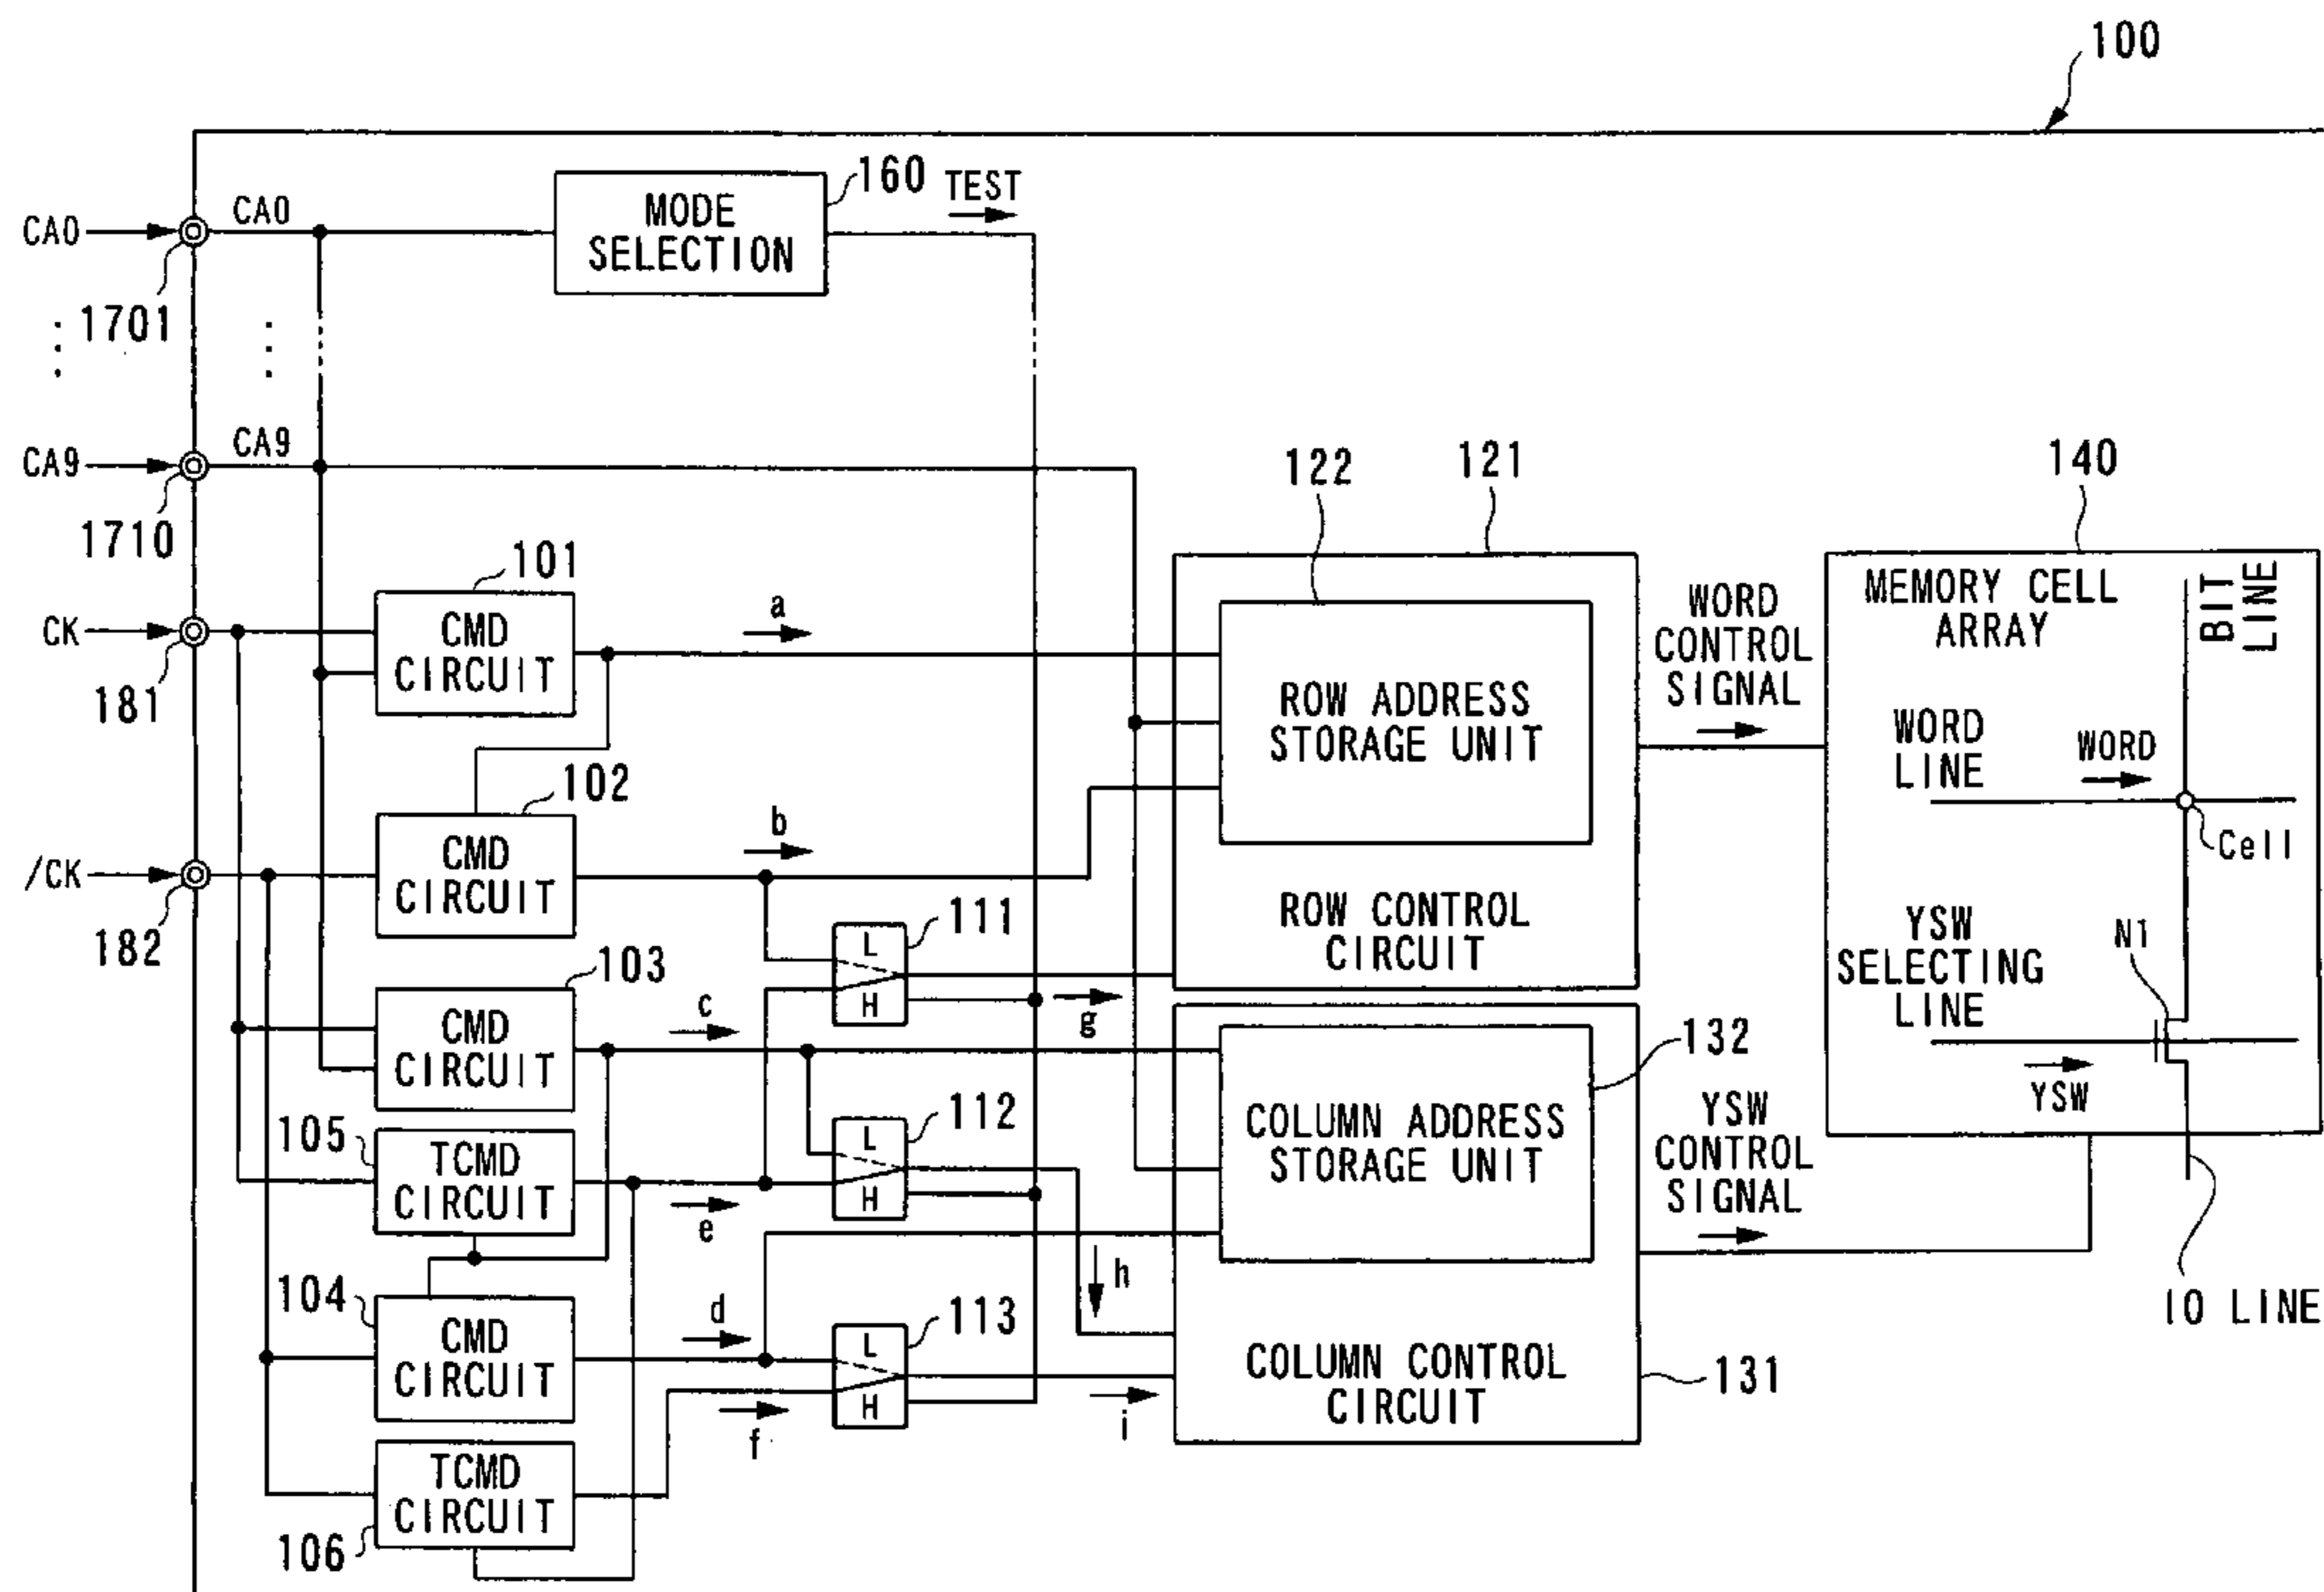 100
CA0
CA0
1701
MODE
SELECTION
160
TEST
CA9
CA9
1710
CK
181
101
CMD
CIRCUIT
a
/CK
182
102
CMD
CIRCUIT
b
103
CMD
CIRCUIT
c
105
TCMD
CIRCUIT
e
104
CMD
CIRCUIT
d
106
TCMD
CIRCUIT
f
111
L
H
g
112
L
H
h
113
L
H
i
122
121
ROW ADDRESS
STORAGE UNIT
ROW CONTROL
CIRCUIT
132
COLUMN ADDRESS
STORAGE UNIT
COLUMN CONTROL
CIRCUIT
131
WORD
CONTROL
SIGNAL
YSW
CONTROL
SIGNAL
140
MEMORY CELL
ARRAY
BIT
LINE
WORD
LINE
WORD
Cell
YSW
SELECTING
LINE
N1
YSW
IO LINE